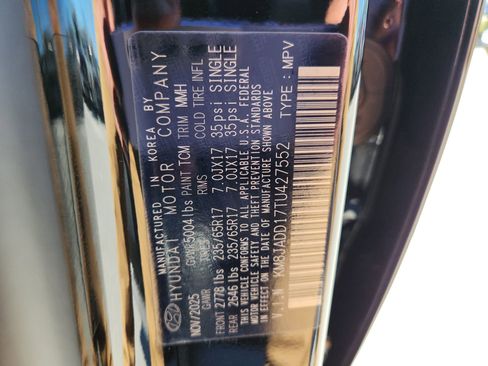 MANUFACTURED IN KOREA BY
HYUNDAI MOTOR COMPANY
NOV/2025 GVWR 5004 lbs PAINT TCM TRIM MMH
GAWR TIRES RIMS COLD TIRE INFL.
FRONT 2778 lbs 235/65R17 7.0JX17 35psi SINGLE
REAR 2646 lbs 235/65R17 7.0JX17 35psi SINGLE
THIS VEHICLE CONFORMS TO ALL APPLICABLE U.S.A. FEDERAL
MOTOR VEHICLE SAFETY AND THEFT PREVENTION STANDARDS
IN EFFECT ON THE DATE OF MANUFACTURE SHOWN ABOVE.
V.I.N : KM8JADD17TU427552 TYPE : MPV